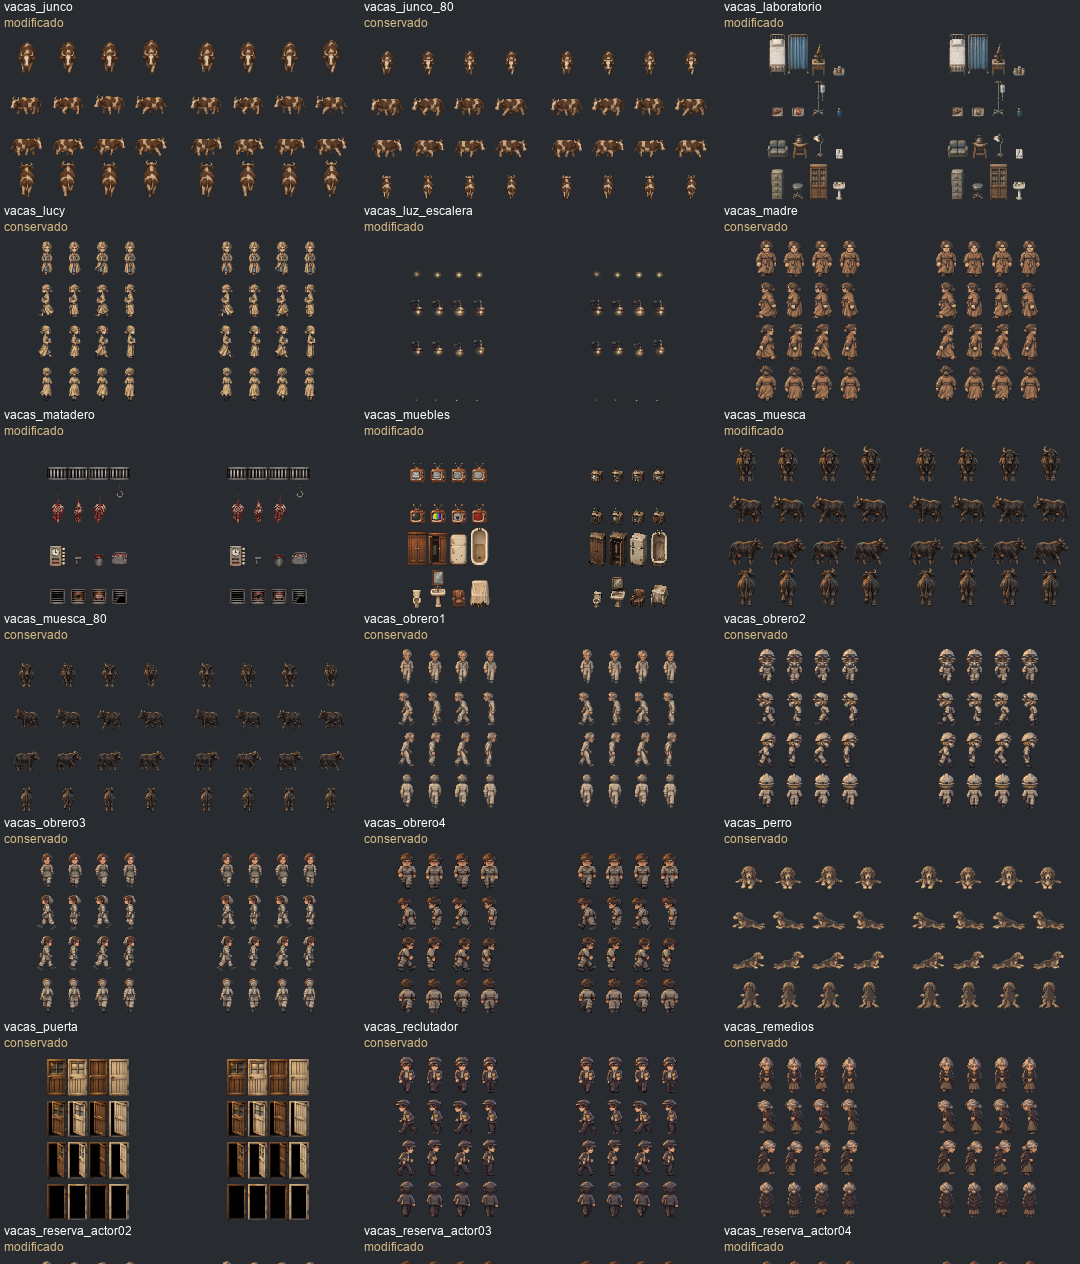 vacas_junco
modificado
vacas_junco_80
conservado
vacas_laboratorio
modificado
vacas_lucy
conservado
vacas_luz_escalera
modificado
vacas_madre
conservado
vacas_matadero
modificado
vacas_muebles
modificado
vacas_muesca
modificado
vacas_muesca_80
conservado
vacas_obrero1
conservado
vacas_obrero2
conservado
vacas_obrero3
conservado
vacas_obrero4
conservado
vacas_perro
conservado
vacas_puerta
conservado
vacas_reclutador
conservado
vacas_remedios
conservado
vacas_reserva_actor02
modificado
vacas_reserva_actor03
modificado
vacas_reserva_actor04
modificado